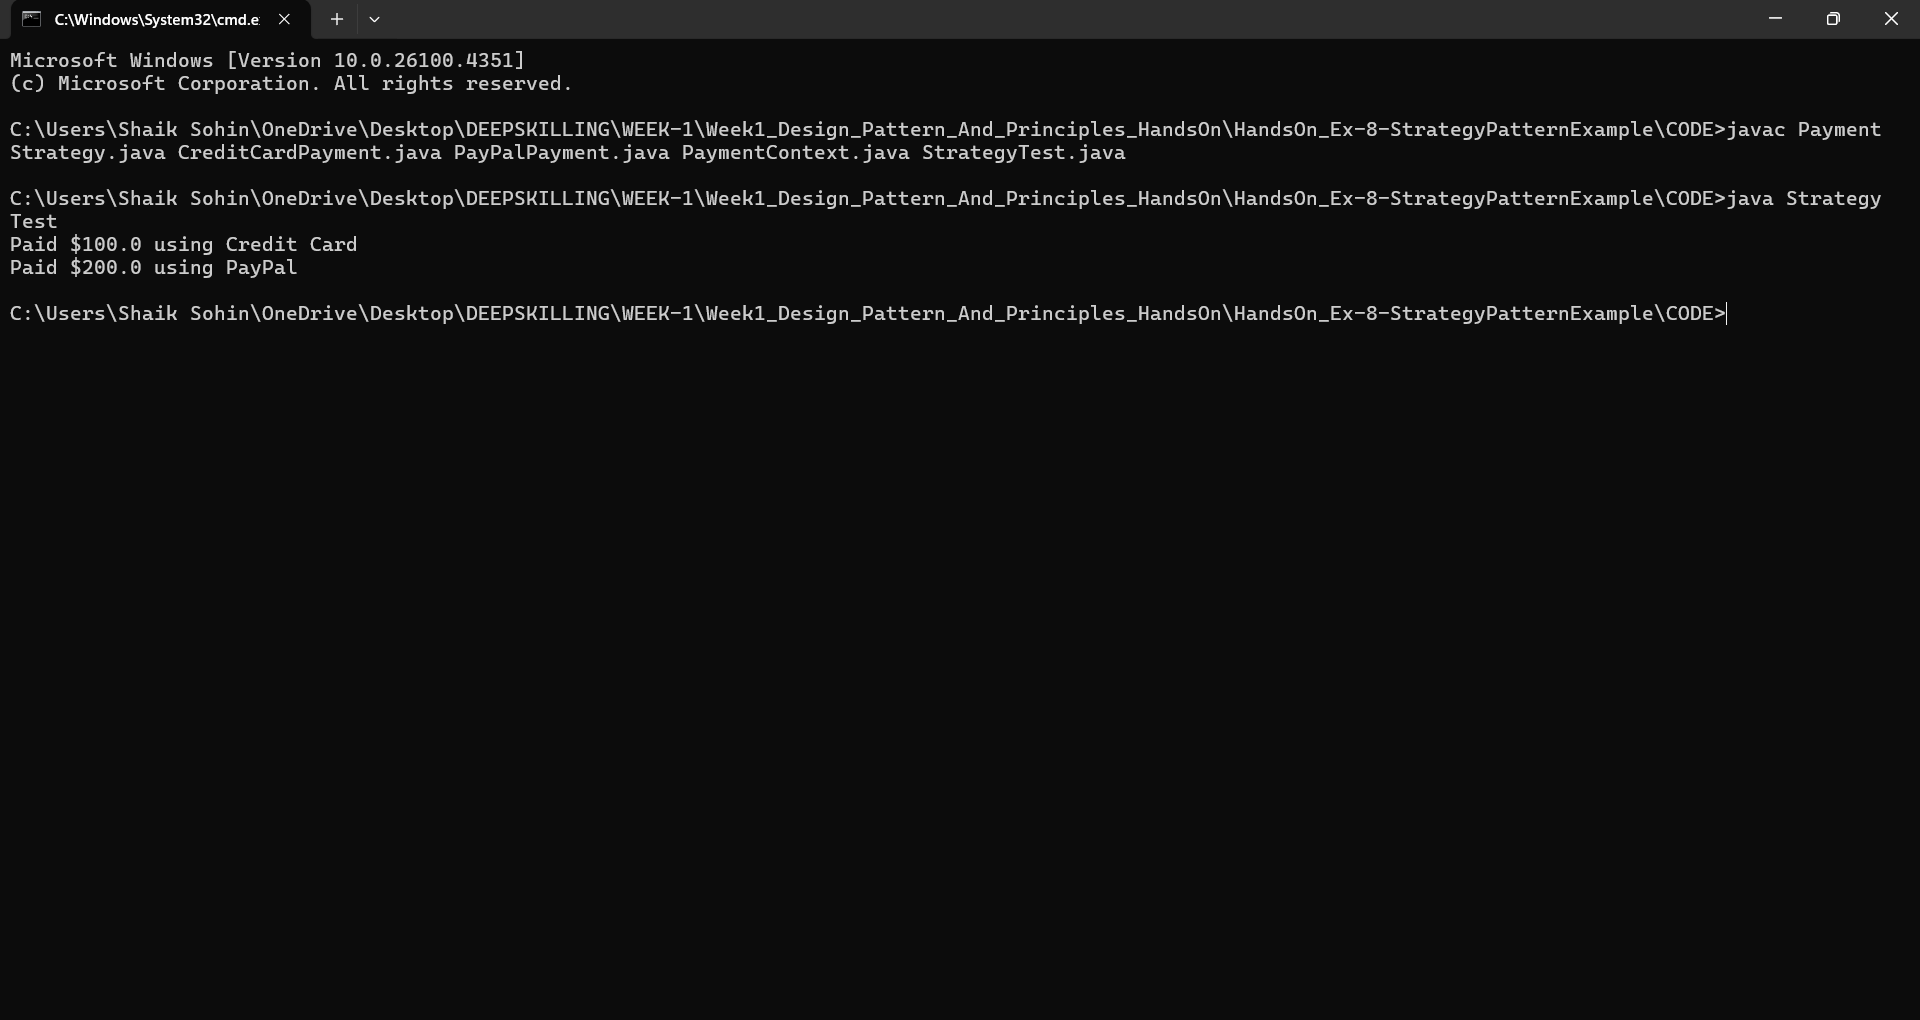 C:\Windows\System32\cmd.e
Microsoft Windows [Version 10.0.26100.4351]
(c) Microsoft Corporation. All rights reserved.
C:\Users\Shaik Sohin\OneDrive\Desktop\DEEPSKILLING\WEEK-1\Week1_Design_Pattern_And_Principles_HandsOn\HandsOn_Ex-8-StrategyPatternExample\CODE>javac Payment
Strategy.java CreditCardPayment.java PayPalPayment.java PaymentContext.java StrategyTest.java
C:\Users\Shaik Sohin\OneDrive\Desktop\DEEPSKILLING\WEEK-1\Week1_Design_Pattern_And_Principles_HandsOn\HandsOn_Ex-8-StrategyPatternExample\CODE>java Strategy
Test
Paid $100.0 using Credit Card
Paid $200.0 using PayPal
C:\Users\Shaik Sohin\OneDrive\Desktop\DEEPSKILLING\WEEK-1\Week1_Design_Pattern_And_Principles_HandsOn\HandsOn_Ex-8-StrategyPatternExample\CODE>